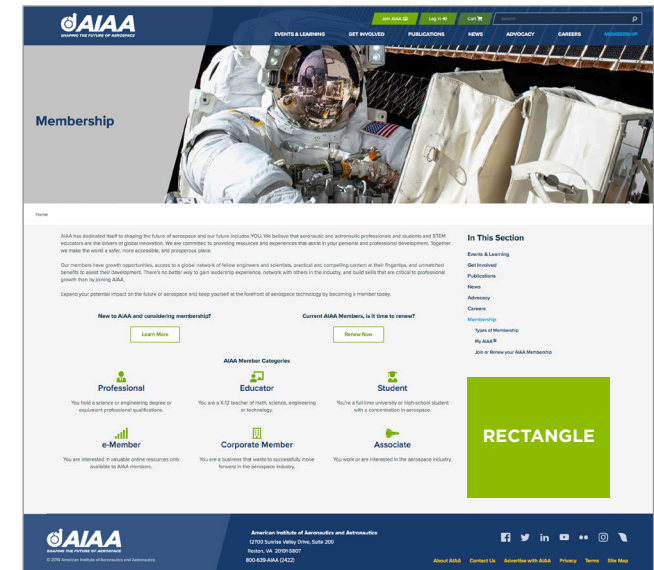 AIAA
SHAPING THE FUTURE OF AEROSPACE
Join AIAA
Log In
Cart
Search
EVENTS & LEARNING
GET INVOLVED
PUBLICATIONS
NEWS
ADVOCACY
CAREERS
MEMBERSHIP
Membership
Home
AIAA has dedicated itself to shaping the future of aerospace and our future includes YOU. We believe that aeronautic and astronautic professionals and students and STEM
educators are the drivers of global innovation. We are committed to providing resources and experiences that assist in your personal and professional development. Together
we make the world a safer, more accessible, and prosperous place.
Our members have growth opportunities, access to a global network of fellow engineers and scientists, practical and compelling content at their fingertips, and unmatched
benefits to assist their development. There's no better way to gain leadership experience, network with others in the industry, and build skills that are critical to professional
growth than by joining AIAA.
Expand your potential impact on the future of aerospace and keep yourself at the forefront of aerospace technology by becoming a member today.
New to AIAA and considering membership?
Learn More
Current AIAA Members, is it time to renew?
Renew Now
AIAA Member Categories
Professional
You hold a science or engineering degree or
equivalent professional qualifications.
Educator
You are a K-12 teacher of math, science, engineering
or technology.
Student
You're a full-time university or high-school student
with a concentration in aerospace.
e-Member
You are interested in valuable online resources only
available to AIAA members.
Corporate Member
You are a business that wants to successfully move
forward in the aerospace industry.
Associate
You work or are interested in the aerospace industry.
In This Section
Events & Learning
Get Involved
Publications
News
Advocacy
Careers
Membership
Types of Membership
My AIAA
Join or Renew your AIAA Membership
RECTANGLE
AIAA
SHAPING THE FUTURE OF AEROSPACE
© 2018 American Institute of Aeronautics and Astronautics
American Institute of Aeronautics and Astronautics
12700 Sunrise Valley Drive, Suite 200
Reston, VA 20191-5807
800-639-AIAA (2422)
About AIAA
Contact Us
Advertise with AIAA
Privacy
Terms
Site Map